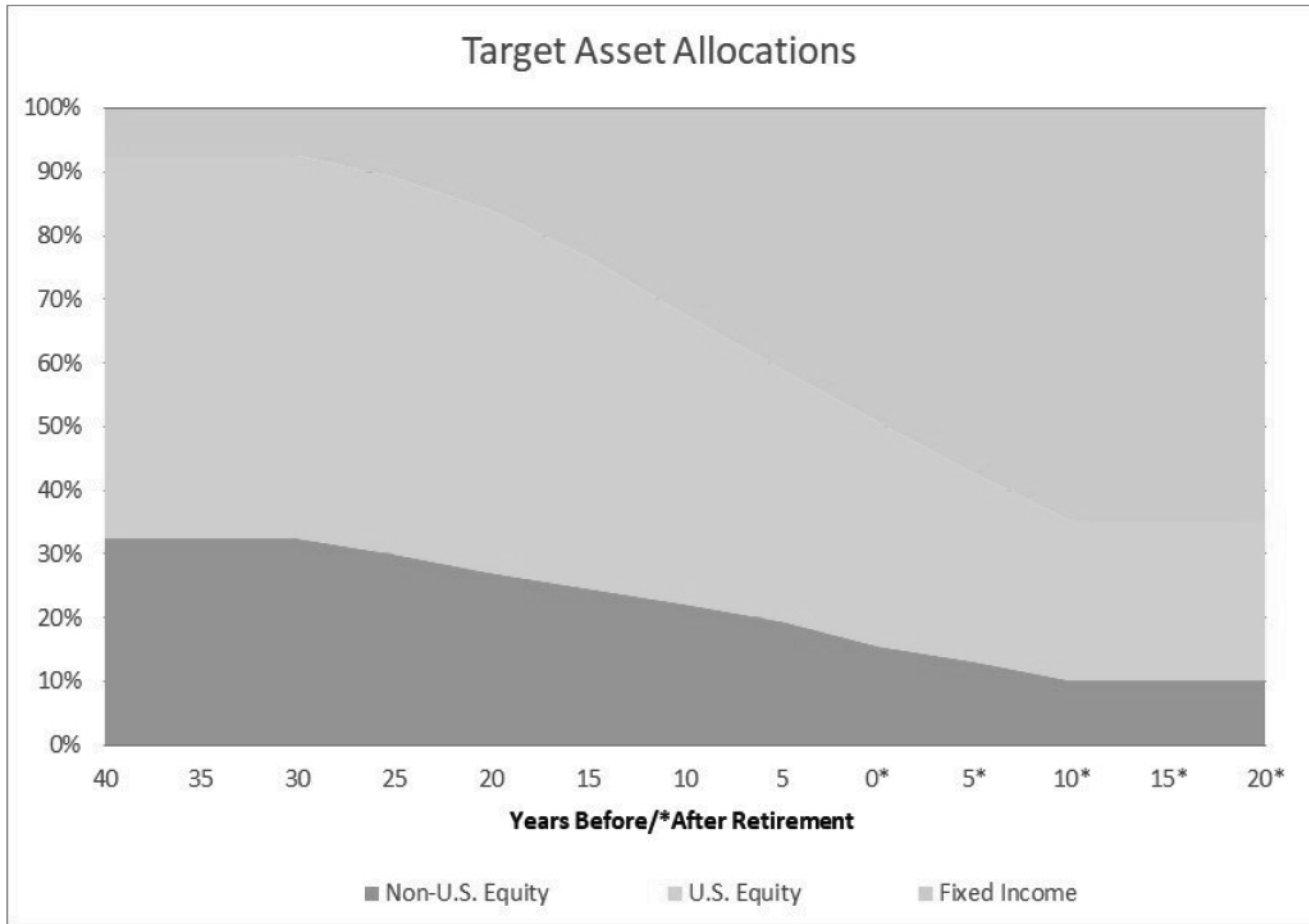 Target Asset Allocations
100%
90%
80%
70%
60%
50%
40%
30%
20%
10%
0%
40 35 30 25 20 15 10 5 0* 5* 10* 15* 20*
Years Before/*After Retirement
Non-U.S. Equity U.S. Equity Fixed Income